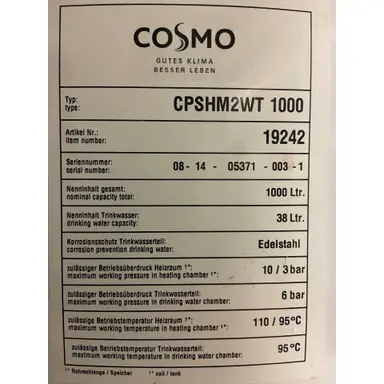 COSMO
GUTES KLIMA
BESSER LEBEN
Typ:
type:
CPSHM2WT 1000
Artikel Nr.:
item number:
19242
Seriennummer:
serial number:
08 - 14 - 05371 - 003 - 1
Nenninhalt gesamt:
nominal capacity total:
1000 Ltr.
Nenninhalt Trinkwasser:
drinking water capacity:
38 Ltr.
Korrosionsschutz Trinkwasserteil:
corrosion prevention drinking water:
Edelstahl
zulässiger Betriebsüberdruck Heizraum 1*:
maximum working pressure in heating chamber 1*:
10 / 3 bar
zulässiger Betriebsüberdruck Trinkwasserteil:
maximum working pressure in drinking water chamber:
6 bar
zulässige Betriebstemperatur Heizraum 1*:
maximum working temperature in heating chamber 1*:
110 / 95°C
zulässige Betriebstemperatur Trinkwasserteil:
maximum working temperature in drinking water chamber:
95°C
1* Rohrschlange / Speicher
1* coil / tank